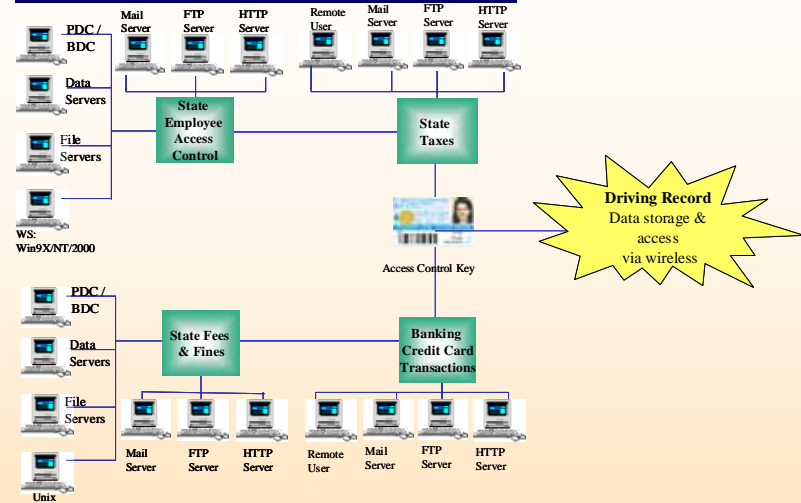 Mail
Server
FTP
Server
HTTP
Server
Remote
User
Mail
Server
FTP
Server
HTTP
Server
PDC /
BDC
Data
Servers
File
Servers
WS:
Win9X/NT/2000
State
Employee
Access
Control
State
Taxes
Driving Record
Data storage &
access
via wireless
Access Control Key
PDC /
BDC
Data
Servers
File
Servers
Unix
State Fees
& Fines
Banking
Credit Card
Transactions
Mail
Server
FTP
Server
HTTP
Server
Remote
User
Mail
Server
FTP
Server
HTTP
Server